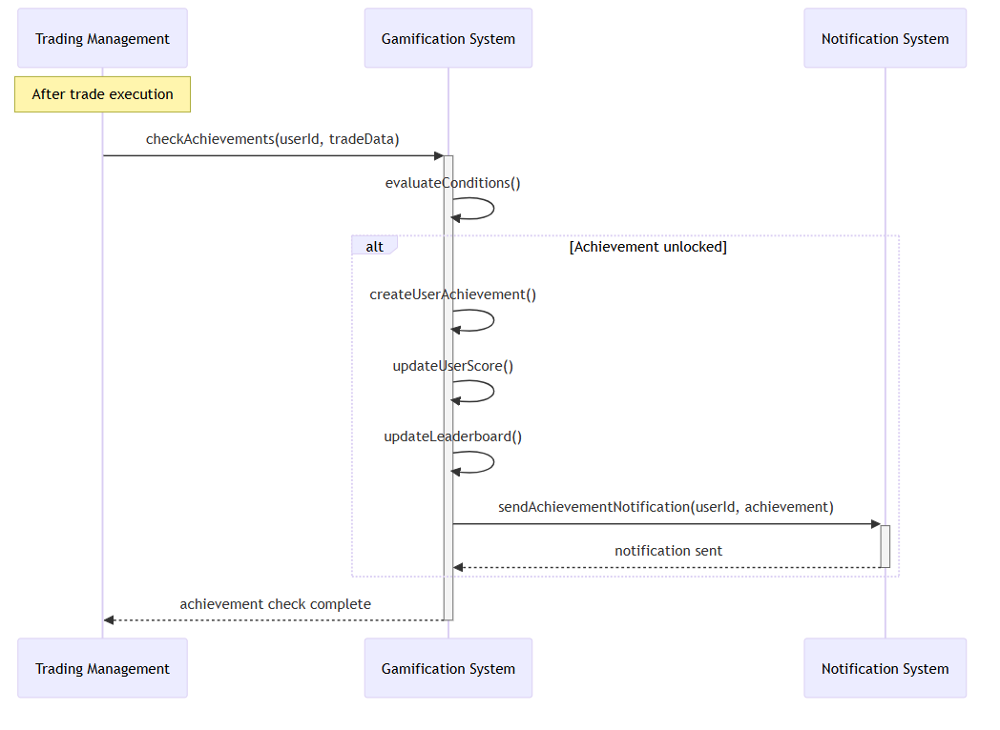 Trading Management
Gamification System
Notification System
After trade execution
checkAchievements(userId, tradeData)
evaluateConditions()
alt
[Achievement unlocked]
createUserAchievement()
updateUserScore()
updateLeaderboard()
sendAchievementNotification(userId, achievement)
notification sent
achievement check complete
Trading Management
Gamification System
Notification System